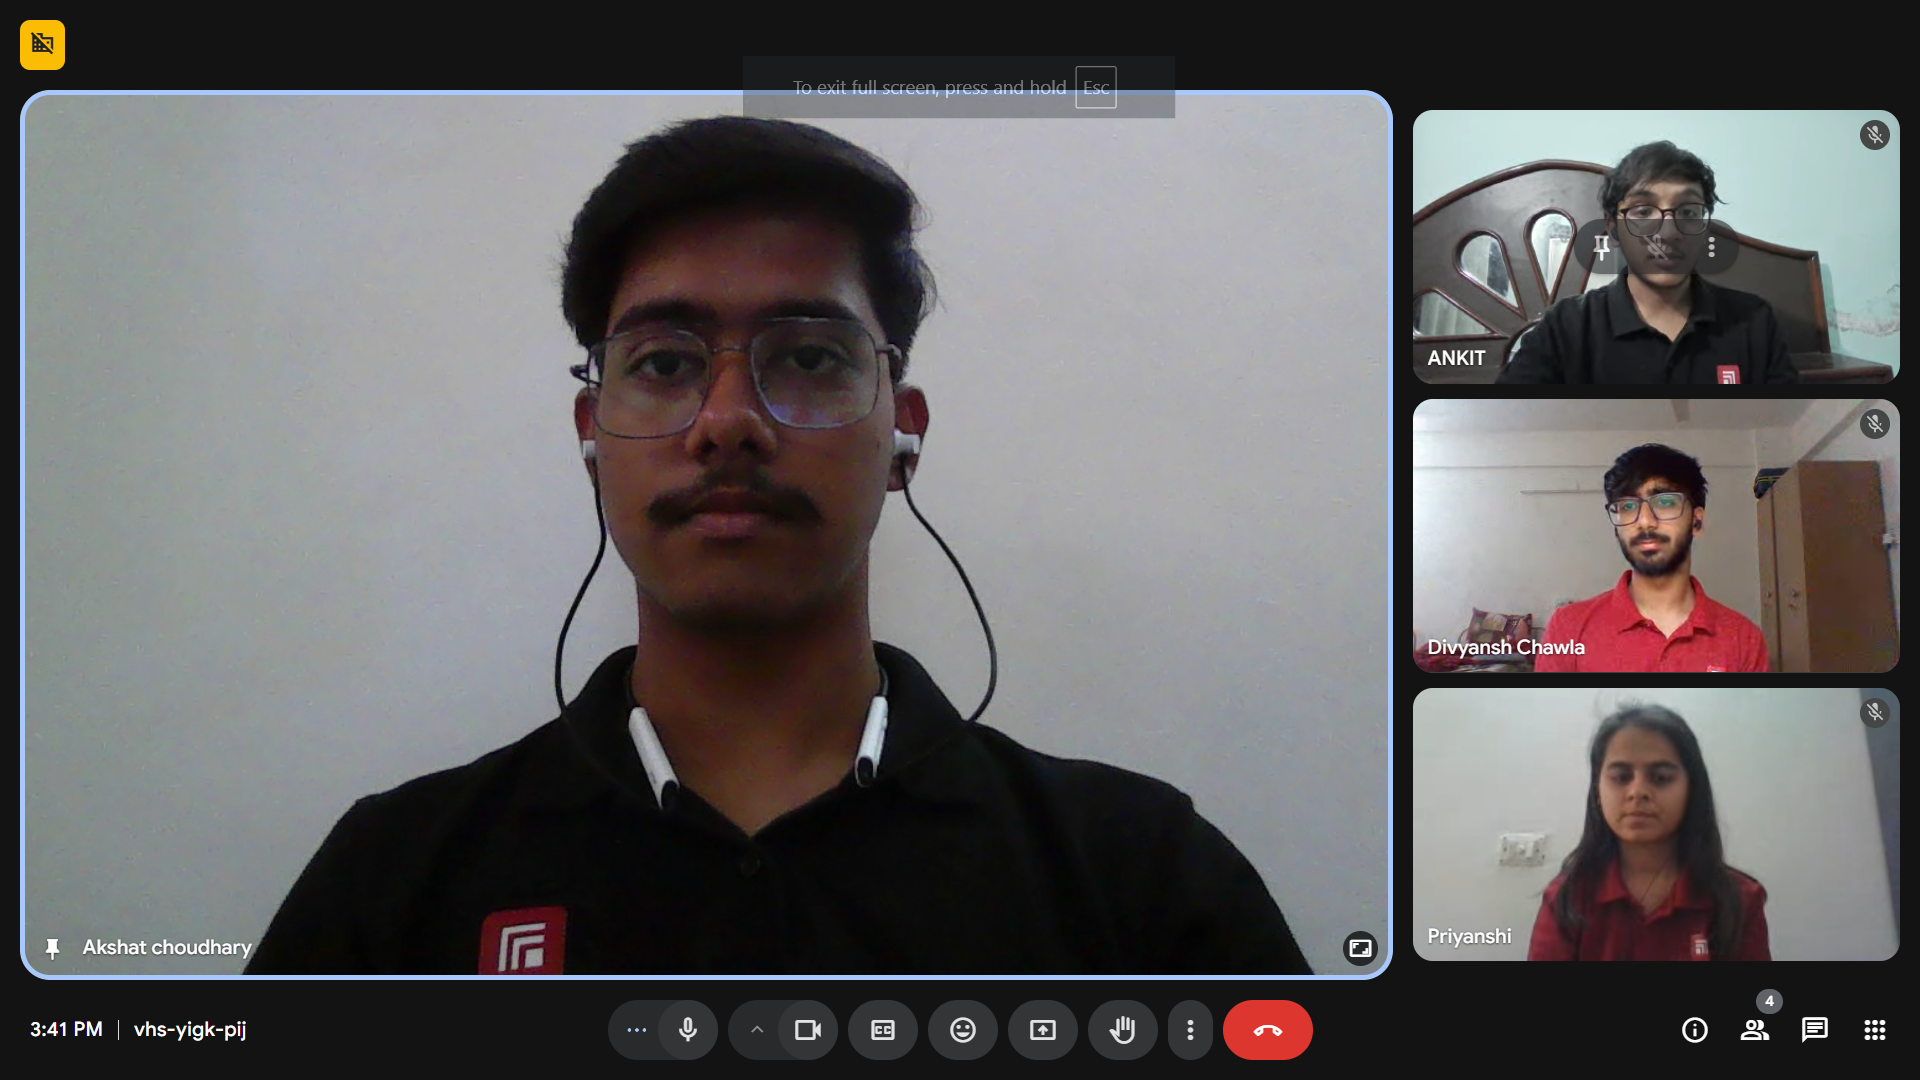 To exit full screen, press and hold Esc
ANKIT
Divyansh Chawla
Akshat choudhary
Priyanshi
3:41 PM | vhs-yigk-pij
CC
4